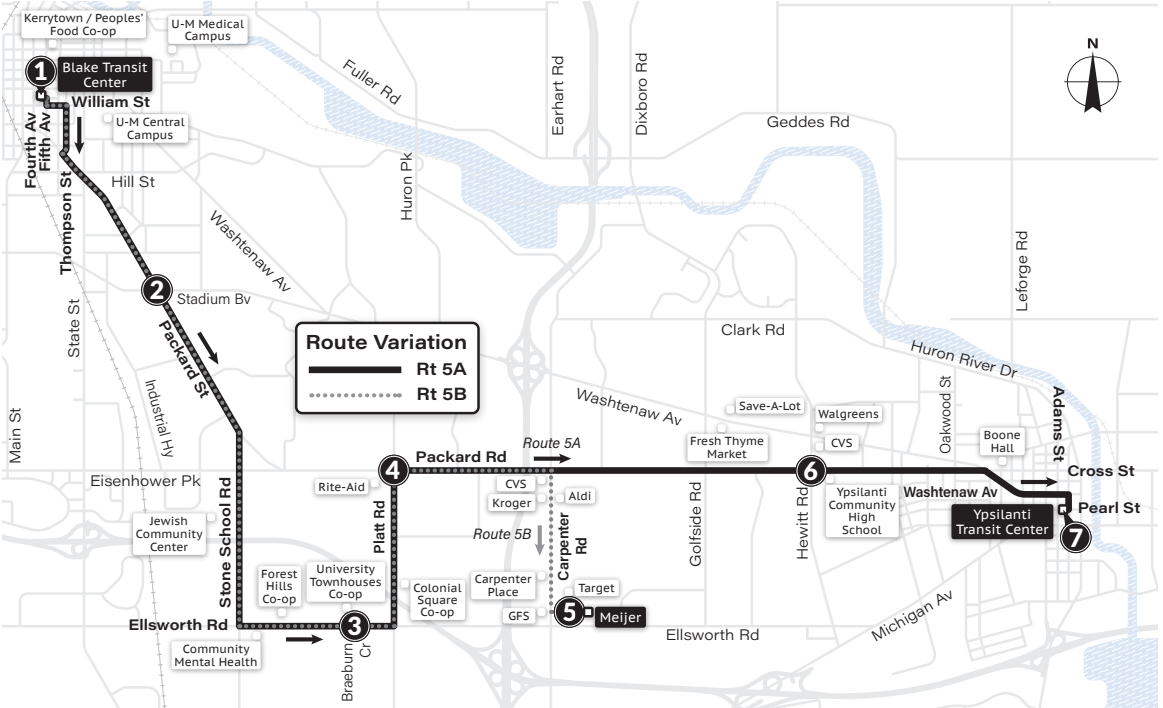 Kerrytown / Peoples'
Food Co-op
U-M Medical
Campus
1
Blake Transit
Center
William St
U-M Central
Campus
Fourth Av
Fifth Av
Thompson St
Hill St
Fuller Rd
Huron Pk
Earhart Rd
Dixboro Rd
Geddes Rd
N
Washtenaw Av
2
Stadium Bv
Packard St
State St
Industrial Hy
Main St
Route Variation
Rt 5A
Rt 5B
Clark Rd
Leforge Rd
Huron River Dr
Washtenaw Av
Save-A-Lot
Fresh Thyme
Market
Walgreens
CVS
Oakwood St
Boone
Hall
Adams St
Cross St
Eisenhower Pk
Rite-Aid
4
Packard Rd
Route 5A
CVS
Kroger
Aldi
6
Ypsilanti
Community
High
School
Washtenaw Av
Ypsilanti
Transit Center
Pearl St
7
Jewish
Community
Center
Stone School Rd
Platt Rd
Route 5B
Carpenter
Rd
Golfside Rd
Hewitt Rd
Forest
Hills
Co-op
University
Townhouses
Co-op
Colonial
Square
Co-op
Carpenter
Place
Target
GFS
5
Meijer
Ellsworth Rd
3
Community
Mental Health
Braeburn
Cr
Ellsworth Rd
Michigan Av